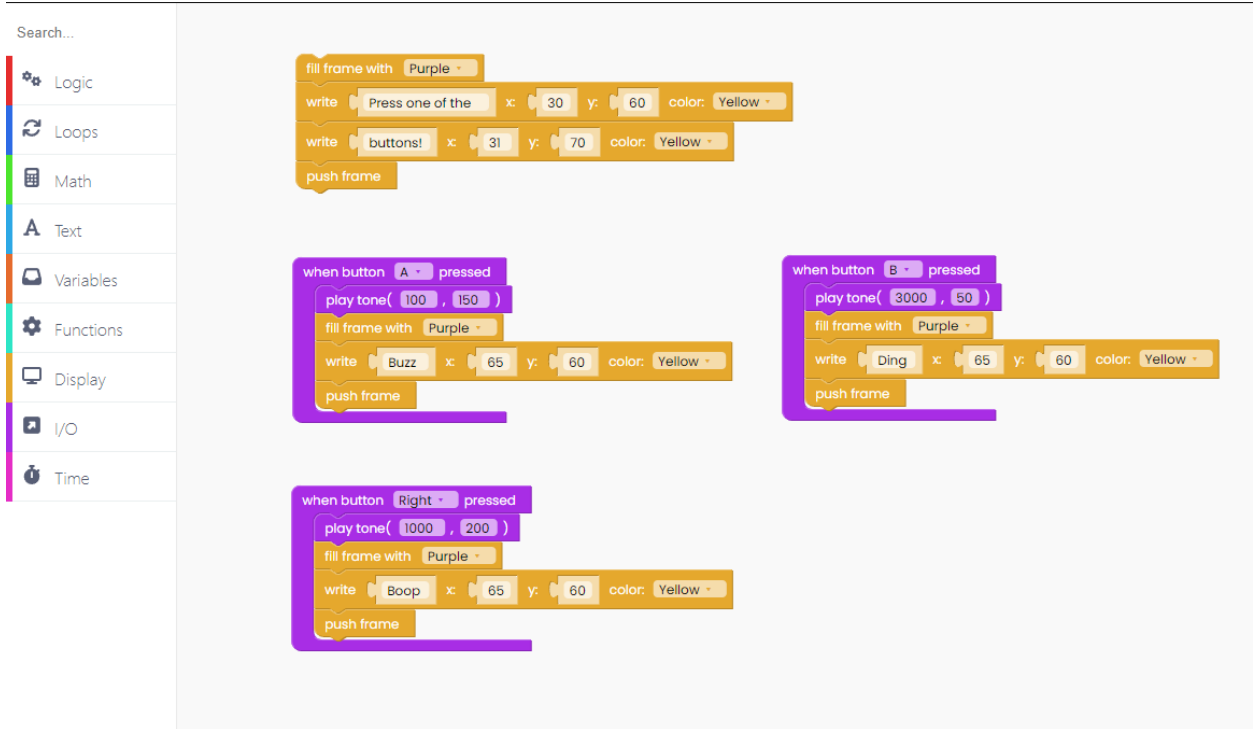 Search...
Logic
Loops
Math
Text
Variables
Functions
Display
I/O
Time
fill frame with Purple
write Press one of the x: 30 y: 60 color: Yellow
write buttons! x: 31 y: 70 color: Yellow
push frame
when button A pressed
play tone( 100 , 150 )
fill frame with Purple
write Buzz x: 65 y: 60 color: Yellow
push frame
when button B pressed
play tone( 3000 , 50 )
fill frame with Purple
write Ding x: 65 y: 60 color: Yellow
push frame
when button Right pressed
play tone( 1000 , 200 )
fill frame with Purple
write Boop x: 65 y: 60 color: Yellow
push frame